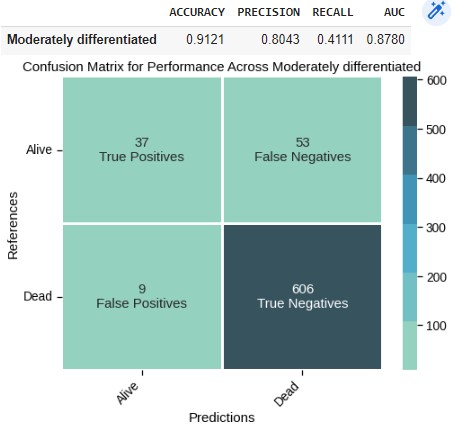 ACCURACY PRECISION RECALL AUC
Moderately differentiated 0.9121 0.8043 0.4111 0.8780
Confusion Matrix for Performance Across Moderately differentiated
600
500
400
300
200
100
References
Alive
37
True Positives
53
False Negatives
Dead
9
False Positives
606
True Negatives
Alive
Dead
Predictions